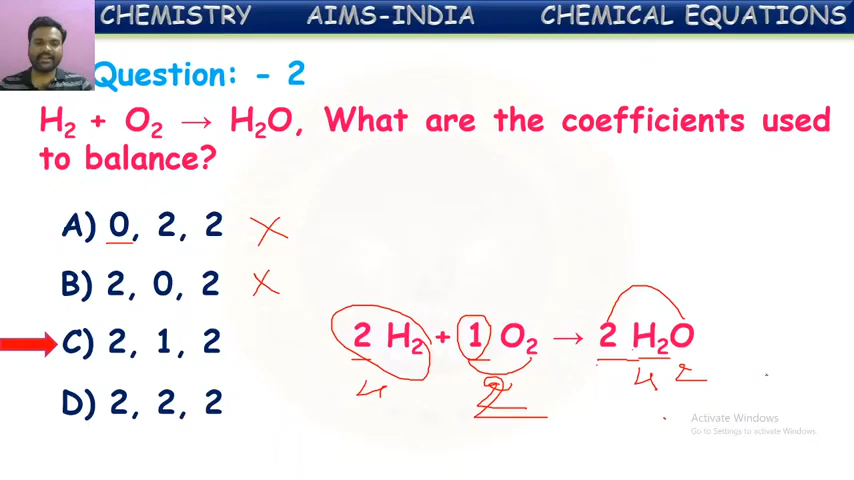 CHEMISTRY AIMS-INDIA CHEMICAL EQUATIONS
Question: - 2
H₂ + O₂ → H₂O, What are the coefficients used
to balance?
A) 0, 2, 2
B) 2, 0, 2
C) 2, 1, 2
D) 2, 2, 2
2 H₂ + 1 O₂ → 2 H₂O
4 2 4 2
Activate Windows
Go to Settings to activate Windows.